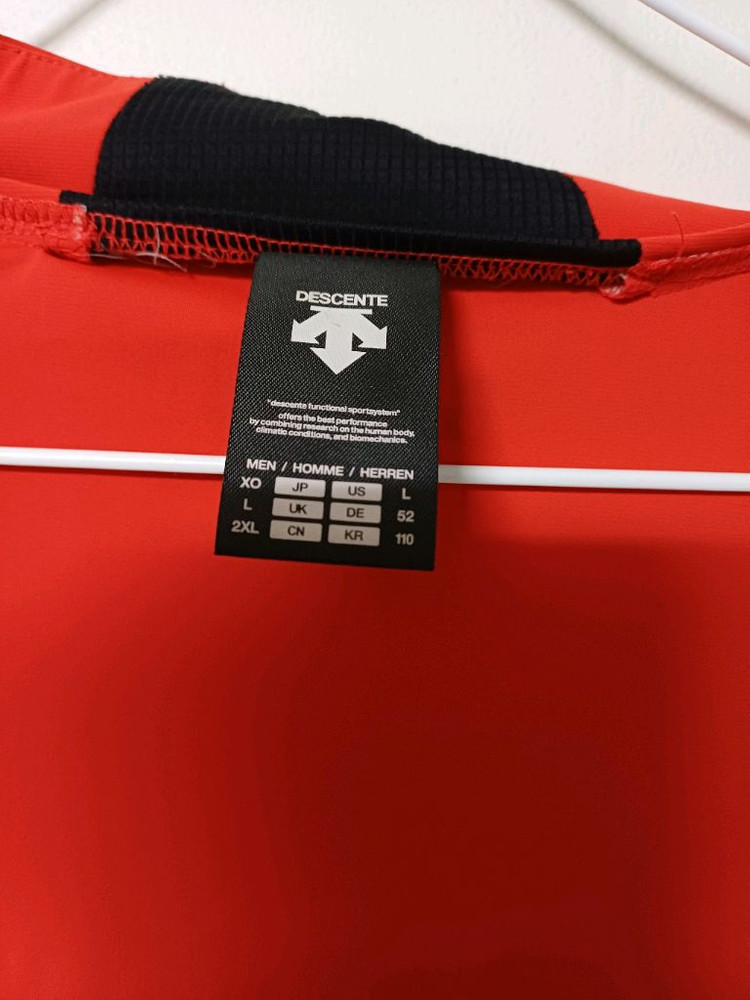 DESCENTE
"descente functional sportsystem"
offers the best performance
by combining research on the human body,
climatic conditions, and biomechanics.
MEN / HOMME / HERREN
XO JP US L
L UK DE 52
2XL CN KR 110